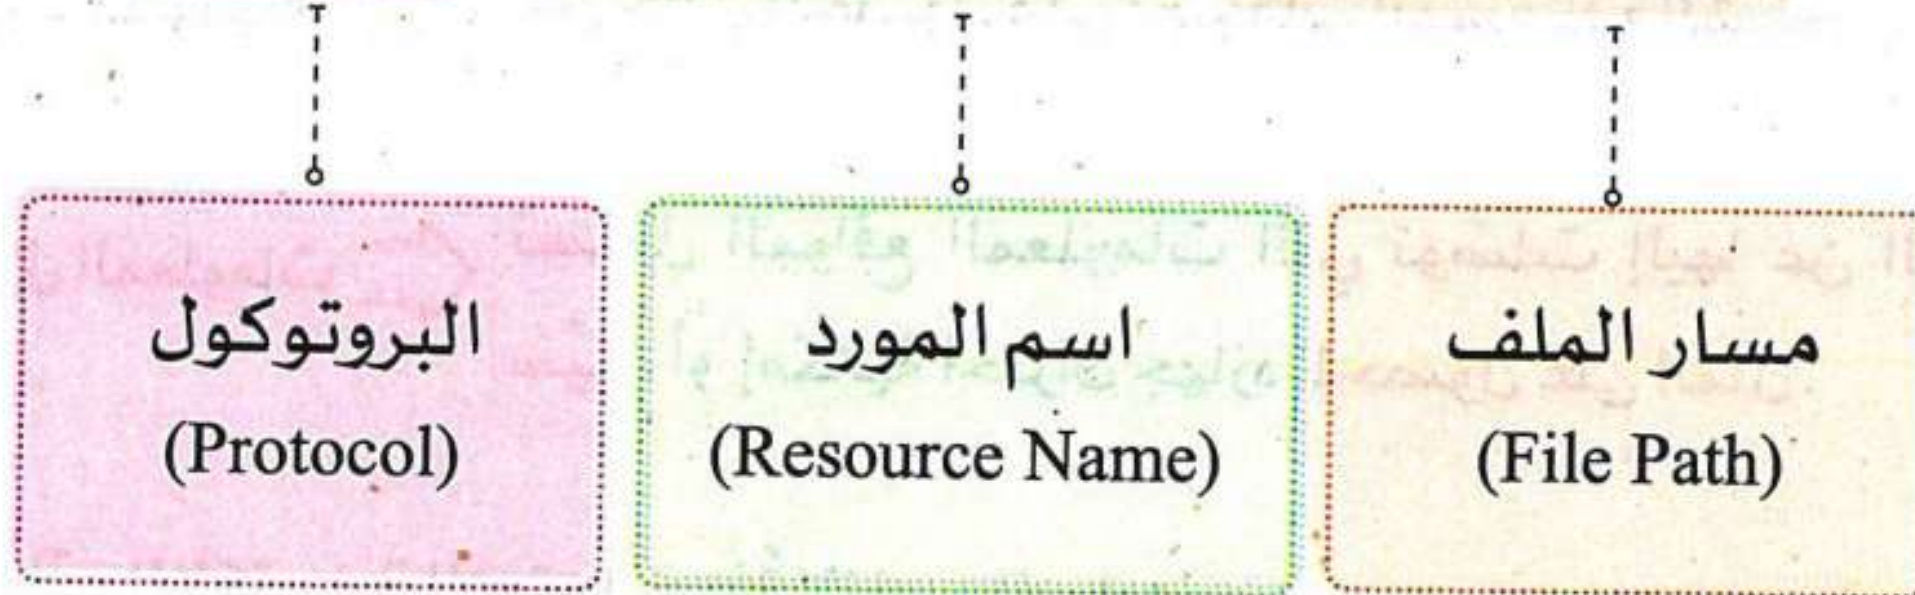 البروتوكول
(Protocol)
اسم المورد
(Resource Name)
مسار الملف
(File Path)